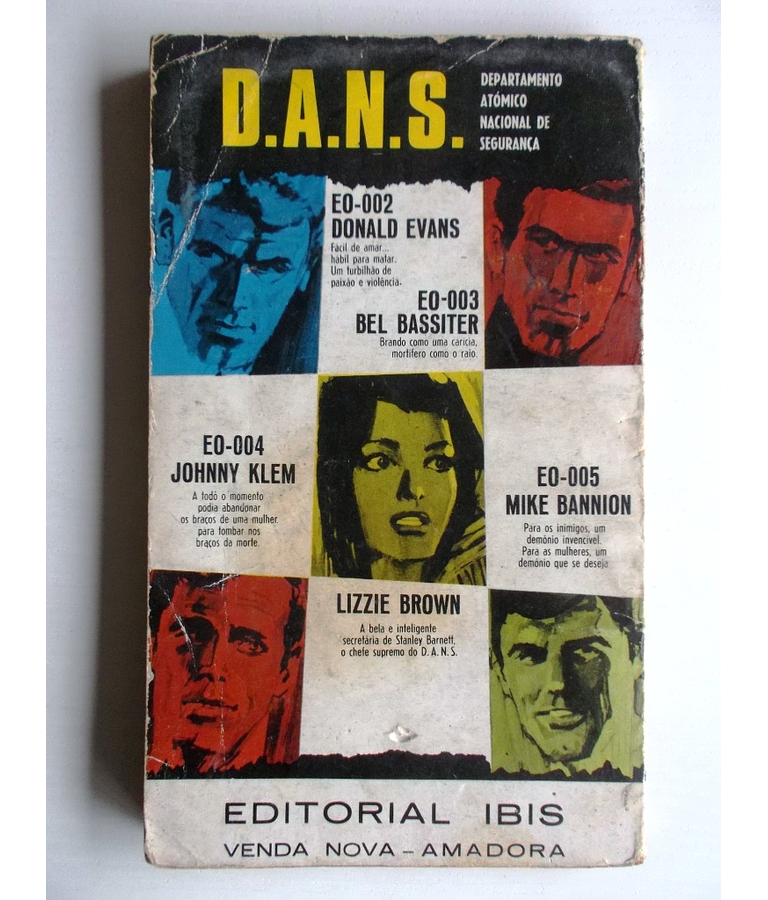 D.A.N.S.
DEPARTAMENTO
ATÓMICO
NACIONAL DE
SEGURANÇA
EO-002
DONALD EVANS
Fácil de amar...
hábil para matar.
Um turbilhão de
paixão e violência.
EO-003
BEL BASSITER
Brando como uma carícia,
mortífero como o raio.
EO-004
JOHNNY KLEM
A todo o momento
podia abandonar
os braços de uma mulher
para tombar nos
braços da morte.
EO-005
MIKE BANNION
Para os inimigos, um
demónio invencível.
Para as mulheres, um
demónio que se deseja
LIZZIE BROWN
A bela e inteligente
secretária de Stanley Barnett,
o chefe supremo do D.A.N.S.
EDITORIAL IBIS
VENDA NOVA – AMADORA